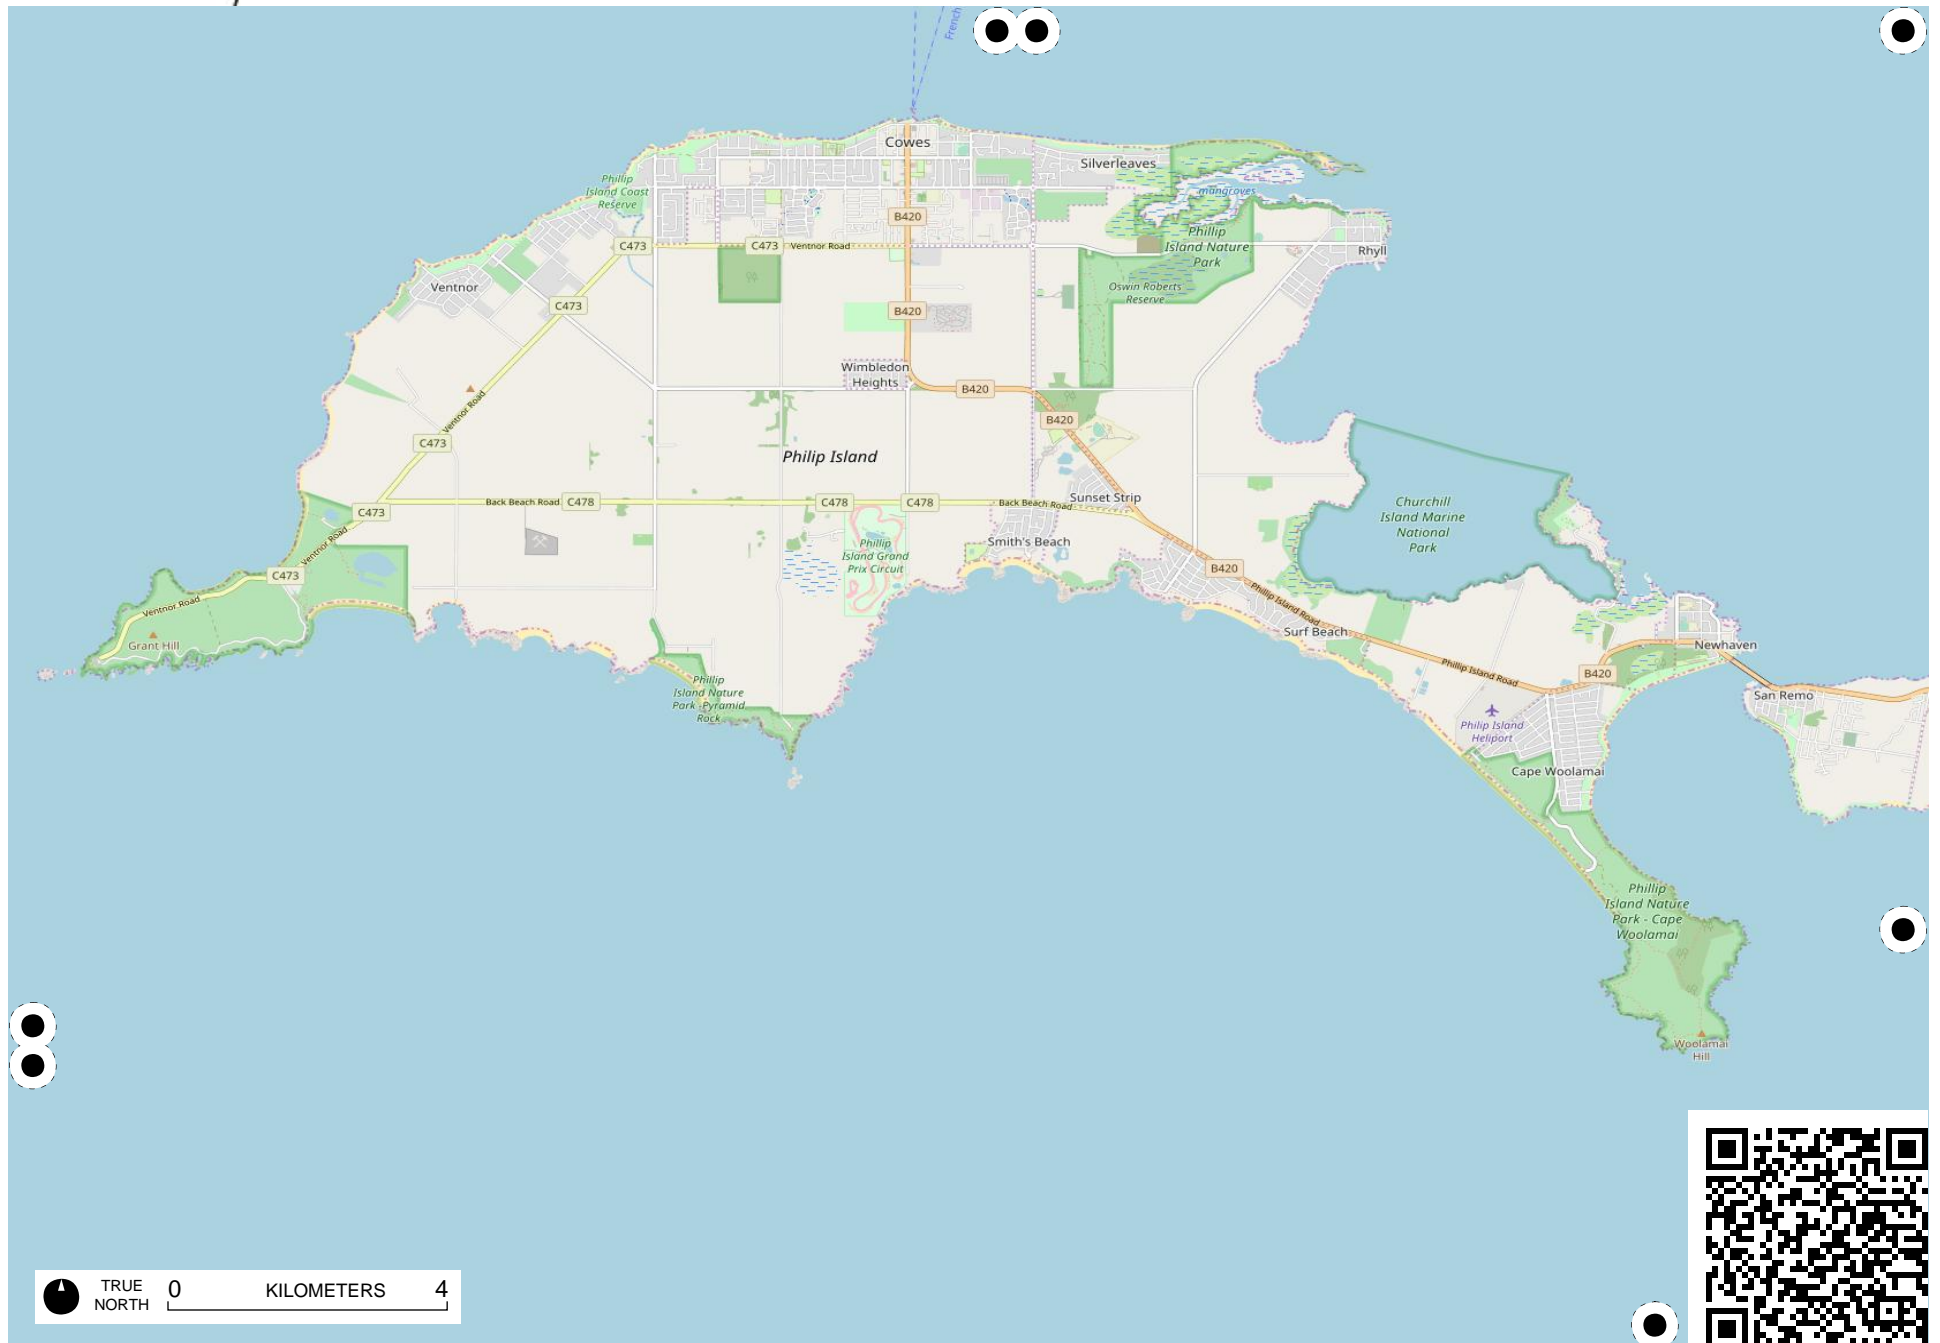 French
Cowes
Silverleaves
Phillip
Island Coast
Reserve
mangroves
B420
C473
C473
Ventnor Road
Phillip
Island Nature
Park
Rhyll
Ventnor
Oswin Roberts
Reserve
C473
B420
Wimbledon
Heights
B420
Ventnor Road
B420
C473
Philip Island
Back Beach Road
C478
C478
C478
Back Beach Road
Sunset Strip
C473
Churchill
Island Marine
National
Park
Ventnor Road
Phillip
Island Grand
Prix Circuit
Smith's Beach
C473
B420
Ventnor Road
Phillip Island Road
Surf Beach
Grant Hill
Newhaven
Phillip Island Road
B420
San Remo
Phillip
Island Nature
Park -Pyramid
Rock
Philip Island
Heliport
Cape Woolamai
Phillip
Island Nature
Park - Cape
Woolamai
Woolamai
Hill
TRUE
NORTH
0 KILOMETERS 4